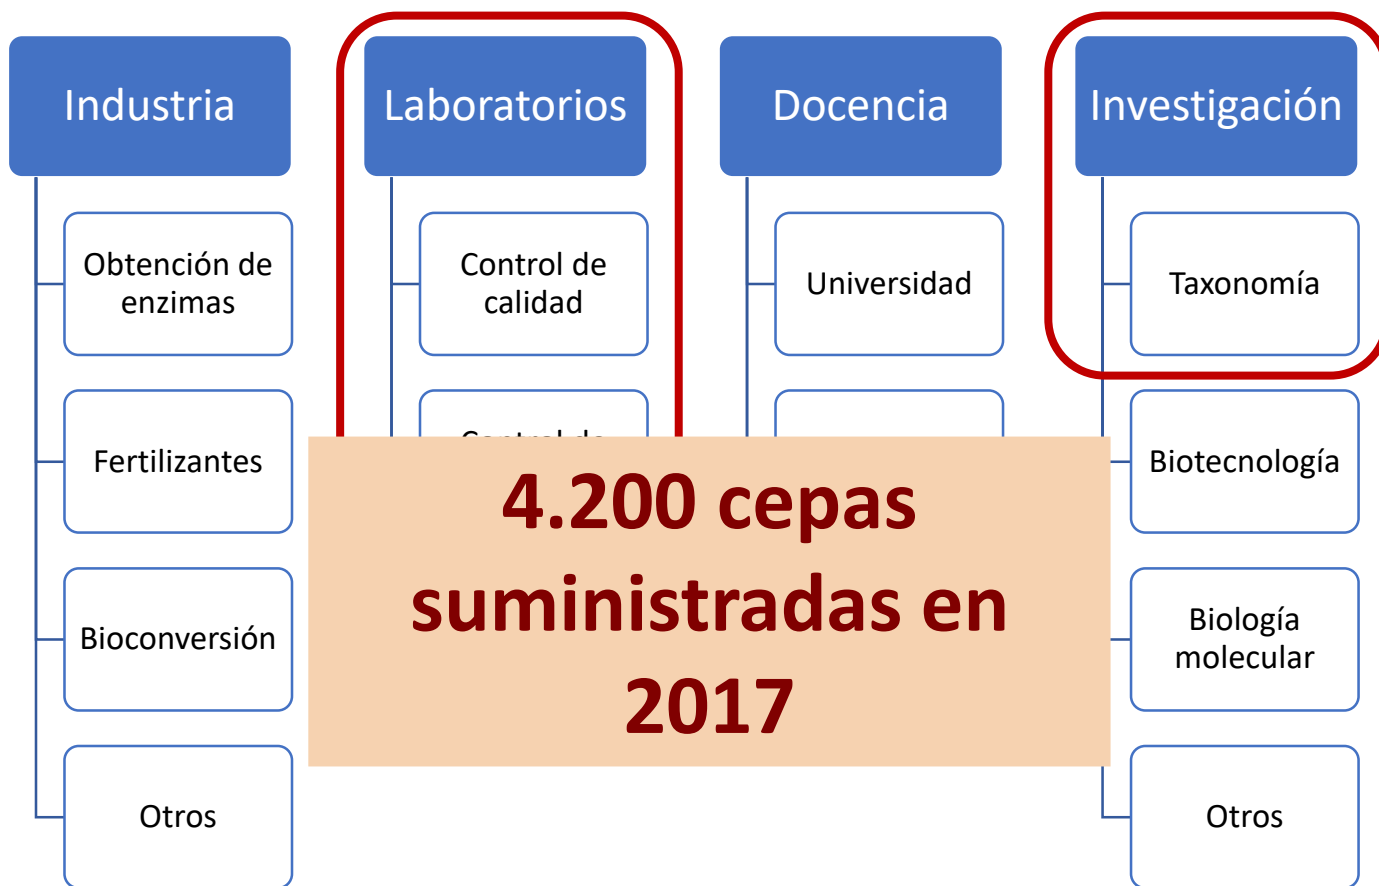 Industria
Obtención de
enzimas
Fertilizantes
Bioconversión
Otros
Laboratorios
Control de
calidad
Docencia
Universidad
Investigación
Taxonomía
Biotecnología
Biología
molecular
Otros
4.200 cepas
suministradas en
2017